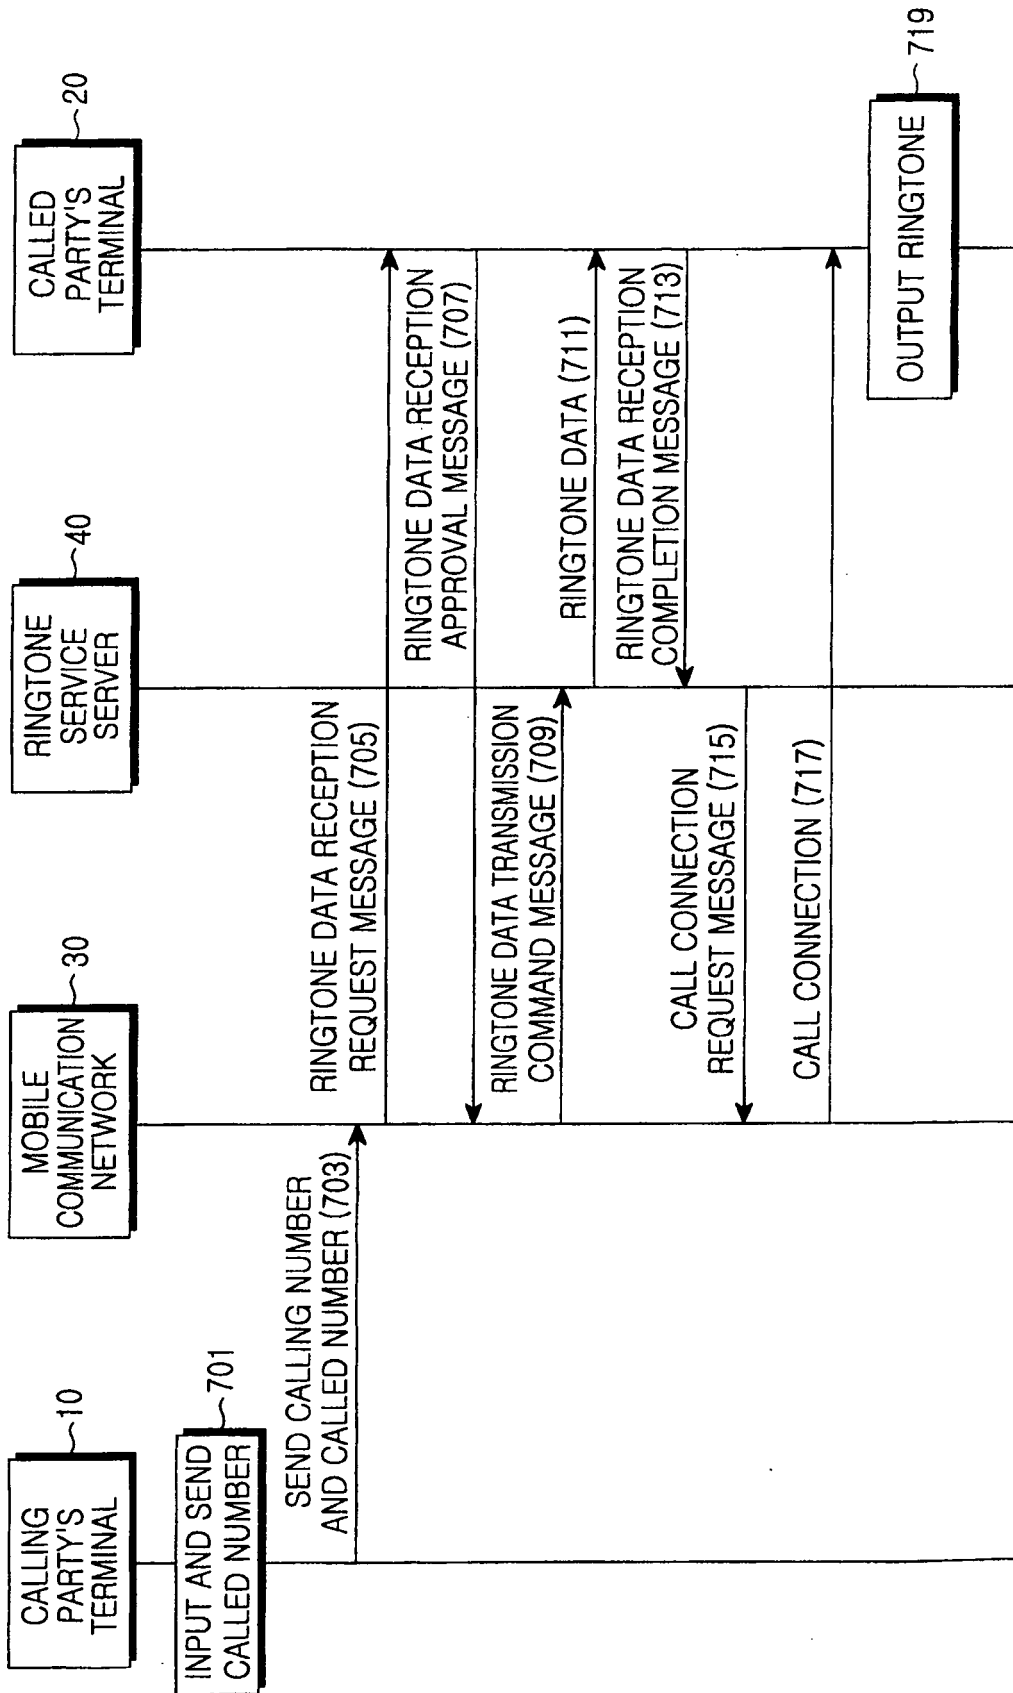 CALLING
PARTY'S
TERMINAL
~10
MOBILE
COMMUNICATION
NETWORK
~30
RINGTONE
SERVICE
SERVER
~40
CALLED
PARTY'S
TERMINAL
~20
INPUT AND SEND
CALLED NUMBER
~701
SEND CALLING NUMBER
AND CALLED NUMBER (703)
RINGTONE DATA RECEPTION
REQUEST MESSAGE (705)
RINGTONE DATA RECEPTION
APPROVAL MESSAGE (707)
RINGTONE DATA TRANSMISSION
COMMAND MESSAGE (709)
RINGTONE DATA (711)
RINGTONE DATA RECEPTION
COMPLETION MESSAGE (713)
CALL CONNECTION
REQUEST MESSAGE (715)
CALL CONNECTION (717)
OUTPUT RINGTONE
~719